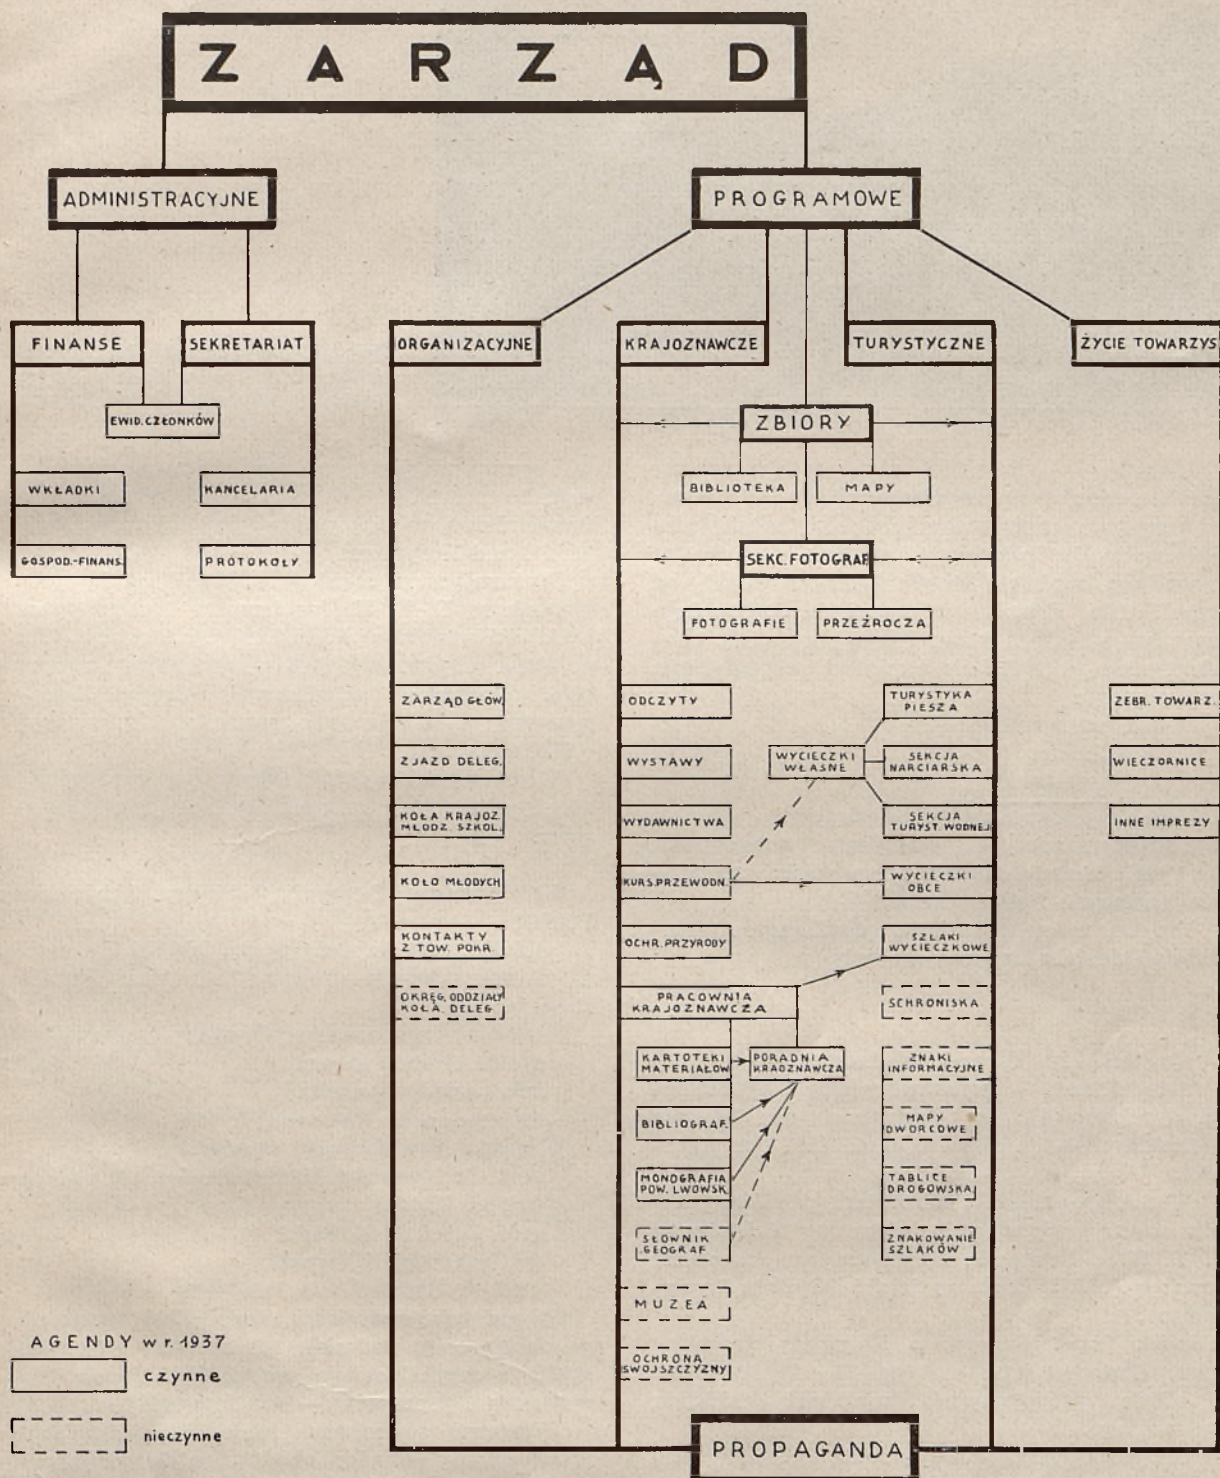 ZARZĄD
ADMINISTRACYJNE
PROGRAMOWE
FINANSE
SEKRETARIAT
ORGANIZACYJNE
KRAJOZNAWCZE
TURYSTYCZNE
ŻYCIE TOWARZYS
EWID. CZŁONKÓW
ZBIORY
WKŁADKI
KANCELARIA
BIBLIOTEKA
MAPY
GOSPOD.-FINANS.
PROTOKOŁY
SEKC. FOTOGRAF.
FOTOGRAFIE
PRZEŹROCZA
ZARZĄD GŁÓW.
ODCZYTY
TURYSTYKA
PIESZA
ZEBR. TOWARZ.
ZJAZD DELEG.
WYSTAWY
WYCIECZKI
WŁASNE
SEKCJA
NARCIARSKA
WIECZORNICE
KOŁA KRAJOZ.
MŁODZ. SZKOL.
WYDAWNICTWA
SEKCJA
TURYST. WODNEJ
INNE IMPREZY
KOŁO MŁODYCH
KURS. PRZEWODN.
WYCIECZKI
OBCE
KONTAKTY
Z TOW. POKR.
OCHR. PRZYRODY
SZLAKI
WYCIECZKOWE
OKRĘG. ODDZIAŁY
KOŁA, DELEG.
PRACOWNIA
KRAJOZNAWCZA
SCHRONISKA
KARTOTEKI
MATERIAŁÓW
PORADNIA
KRAOZNAWCZA
ZNAKI
INFORMACYJNE
BIBLIOGRAF.
MAPY
DWORCOWE
MONOGRAFIA
POW. LWOWSK.
TABLICE
DROGOWSKA.
SŁOWNIK
GEOGRAF.
ZNAKOWANIE
SZLAKÓW
MUZEA
OCHRONA
SWOJSZCZYZNY
AGENDY w r. 1937
czynne
nieczynne
PROPAGANDA